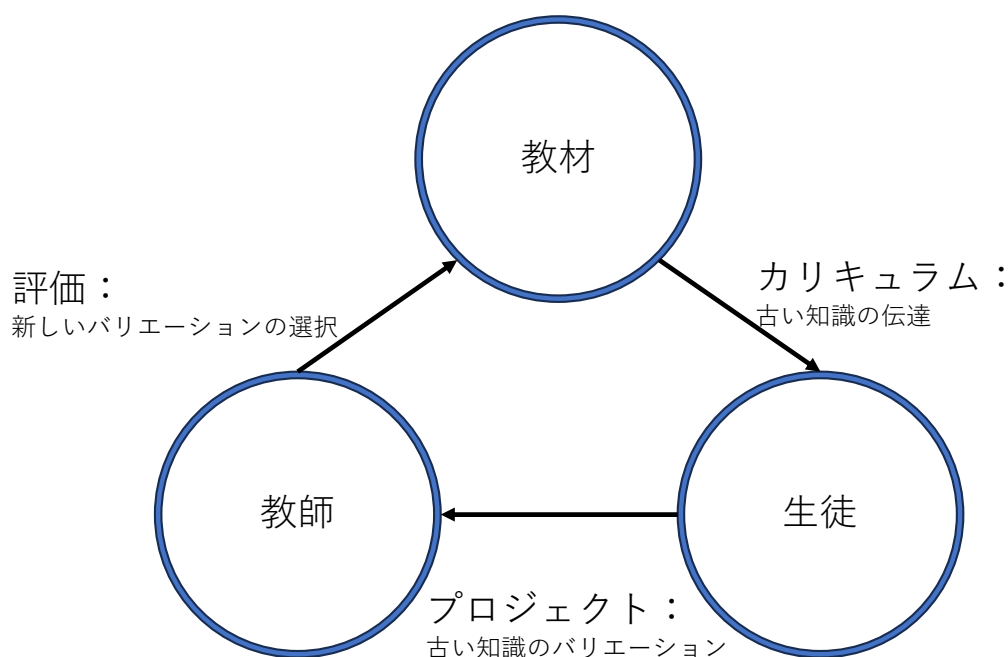 教材
評価：
新しいバリエーションの選択
カリキュラム：
古い知識の伝達
教師
生徒
プロジェクト：
古い知識のバリエーション